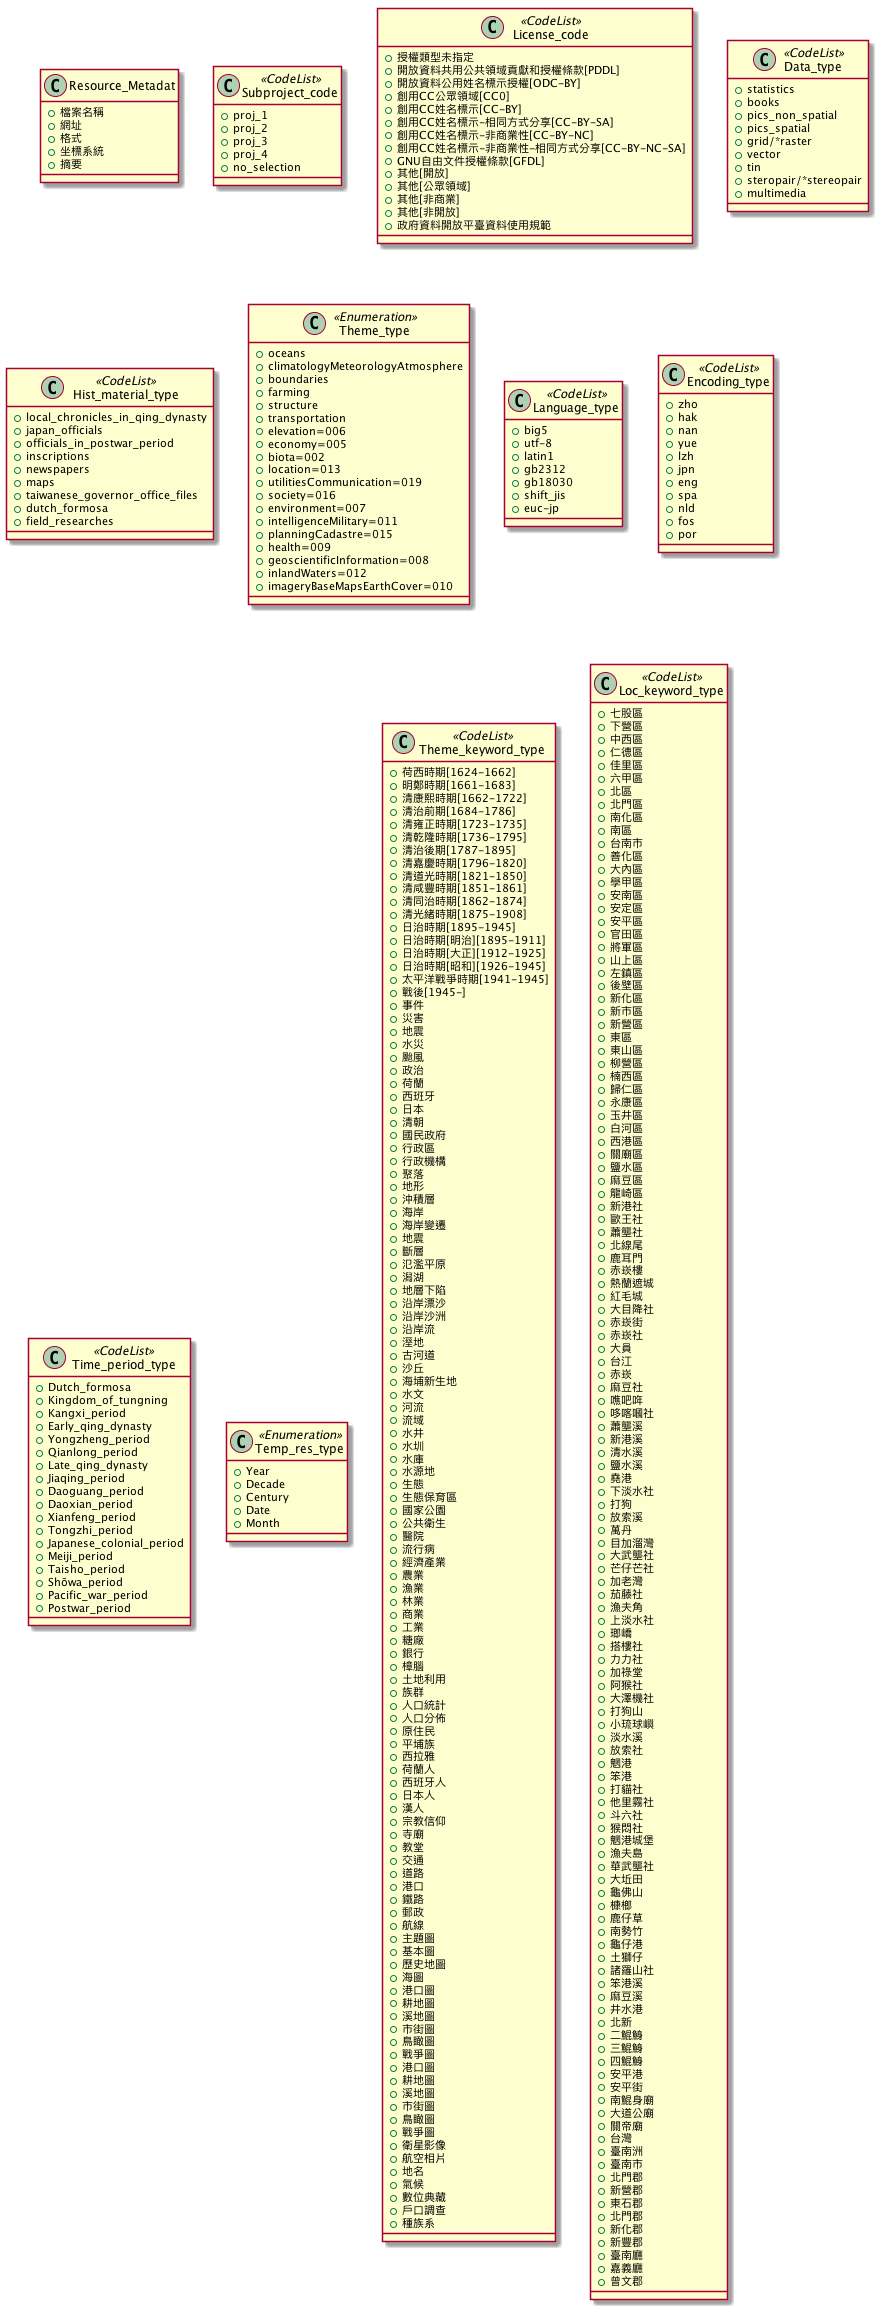 C Resource_Metadat
檔案名稱
網址
格式
坐標系統
摘要
«CodeList»
C Subproject_code
proj_1
proj_2
proj_3
proj_4
no_selection
«CodeList»
C License_code
授權類型未指定
開放資料共用公共領域貢獻和授權條款[PDDL]
開放資料公用姓名標示授權[ODC-BY]
創用CC公眾領域[CC0]
創用CC姓名標示[CC-BY]
創用CC姓名標示-相同方式分享[CC-BY-SA]
創用CC姓名標示-非商業性[CC-BY-NC]
創用CC姓名標示-非商業性-相同方式分享[CC-BY-NC-SA]
GNU自由文件授權條款[GFDL]
其他[開放]
其他[公眾領域]
其他[非商業]
其他[非開放]
政府資料開放平臺資料使用規範
«CodeList»
C Data_type
statistics
books
pics_non_spatial
pics_spatial
grid/*raster
vector
tin
steropair/*stereopair
multimedia
«CodeList»
C Hist_material_type
local_chronicles_in_qing_dynasty
japan_officials
officials_in_postwar_period
inscriptions
newspapers
maps
taiwanese_governor_office_files
dutch_formosa
field_researches
«Enumeration»
C Theme_type
oceans
climatologyMeteorologyAtmosphere
boundaries
farming
structure
transportation
elevation=006
economy=005
biota=002
location=013
utilitiesCommunication=019
society=016
environment=007
intelligenceMilitary=011
planningCadastre=015
health=009
geoscientificInformation=008
inlandWaters=012
imageryBaseMapsEarthCover=010
«CodeList»
C Language_type
big5
utf-8
latin1
gb2312
gb18030
shift_jis
euc-jp
«CodeList»
C Encoding_type
zho
hak
nan
yue
lzh
jpn
eng
spa
nld
fos
por
«CodeList»
C Time_period_type
Dutch_formosa
Kingdom_of_tungning
Kangxi_period
Early_qing_dynasty
Yongzheng_period
Qianlong_period
Late_qing_dynasty
Jiaqing_period
Daoguang_period
Daoxian_period
Xianfeng_period
Tongzhi_period
Japanese_colonial_period
Meiji_period
Taisho_period
Shōwa_period
Pacific_war_period
Postwar_period
«Enumeration»
C Temp_res_type
Year
Decade
Century
Date
Month
«CodeList»
C Theme_keyword_type
荷西時期[1624-1662]
明鄭時期[1661-1683]
清康熙時期[1662-1722]
清治前期[1684-1786]
清雍正時期[1723-1735]
清乾隆時期[1736-1795]
清治後期[1787-1895]
清嘉慶時期[1796-1820]
清道光時期[1821-1850]
清咸豐時期[1851-1861]
清同治時期[1862-1874]
清光緒時期[1875-1908]
日治時期[1895-1945]
日治時期[明治][1895-1911]
日治時期[大正][1912-1925]
日治時期[昭和][1926-1945]
太平洋戰爭時期[1941-1945]
戰後[1945-]
事件
災害
地震
水災
颱風
政治
荷蘭
西班牙
日本
清朝
國民政府
行政區
行政機構
聚落
地形
沖積層
海岸
海岸變遷
地震
斷層
氾濫平原
潟湖
地層下陷
沿岸漂沙
沿岸沙洲
沿岸流
溼地
古河道
沙丘
海埔新生地
水文
河流
流域
水井
水圳
水庫
水源地
生態
生態保育區
國家公園
公共衛生
醫院
流行病
經濟產業
農業
漁業
林業
商業
工業
糖廠
銀行
樟腦
土地利用
族群
人口統計
人口分佈
原住民
平埔族
西拉雅
荷蘭人
西班牙人
日本人
漢人
宗教信仰
寺廟
教堂
交通
道路
港口
鐵路
郵政
航線
主題圖
基本圖
歷史地圖
海圖
港口圖
耕地圖
溪地圖
市街圖
鳥瞰圖
戰爭圖
港口圖
耕地圖
溪地圖
市街圖
鳥瞰圖
戰爭圖
衛星影像
航空相片
地名
氣候
數位典藏
戶口調查
種族系
«CodeList»
C Loc_keyword_type
七股區
下營區
中西區
仁德區
佳里區
六甲區
北區
北門區
南化區
南區
台南市
善化區
大內區
學甲區
安南區
安定區
安平區
官田區
將軍區
山上區
左鎮區
後壁區
新化區
新市區
新營區
東區
東山區
柳營區
楠西區
歸仁區
永康區
玉井區
白河區
西港區
關廟區
鹽水區
麻豆區
龍崎區
新港社
歐王社
蕭壟社
北線尾
鹿耳門
赤崁樓
熱蘭遮城
紅毛城
大目降社
赤崁街
赤崁社
大員
台江
赤崁
麻豆社
噍吧哖
哆喀嘓社
蕭壟溪
新港溪
清水溪
鹽水溪
堯港
下淡水社
打狗
放索溪
萬丹
目加溜灣
大武壟社
芒仔芒社
加老灣
茄藤社
漁夫角
上淡水社
瑯嶠
搭樓社
力力社
加祿堂
阿猴社
大澤機社
打狗山
小琉球嶼
淡水溪
放索社
魍港
笨港
打貓社
他里霧社
斗六社
猴悶社
魍港城堡
漁夫島
華武壟社
大坵田
龜佛山
槺榔
鹿仔草
南勢竹
龜仔港
土獅仔
諸羅山社
笨港溪
麻豆溪
井水港
北新
二鯤鯓
三鯤鯓
四鯤鯓
安平港
安平街
南鯤身廟
大道公廟
關帝廟
台灣
臺南洲
臺南市
北門郡
新營郡
東石郡
北門郡
新化郡
新豐郡
臺南廳
嘉義廳
曾文郡